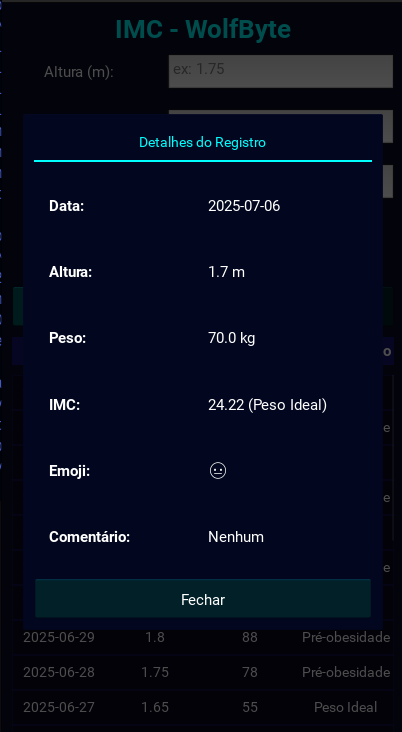 IMC - WolfByte
Altura (m): ex: 1.75
Detalhes do Registro
Data: 2025-07-06
Altura: 1.7 m
Peso: 70.0 kg
IMC: 24.22 (Peso Ideal)
Emoji: 😐
Comentário: Nenhum
Fechar
2025-06-29 1.8 88 Pré-obesidade
2025-06-28 1.75 78 Pré-obesidade
2025-06-27 1.65 55 Peso Ideal